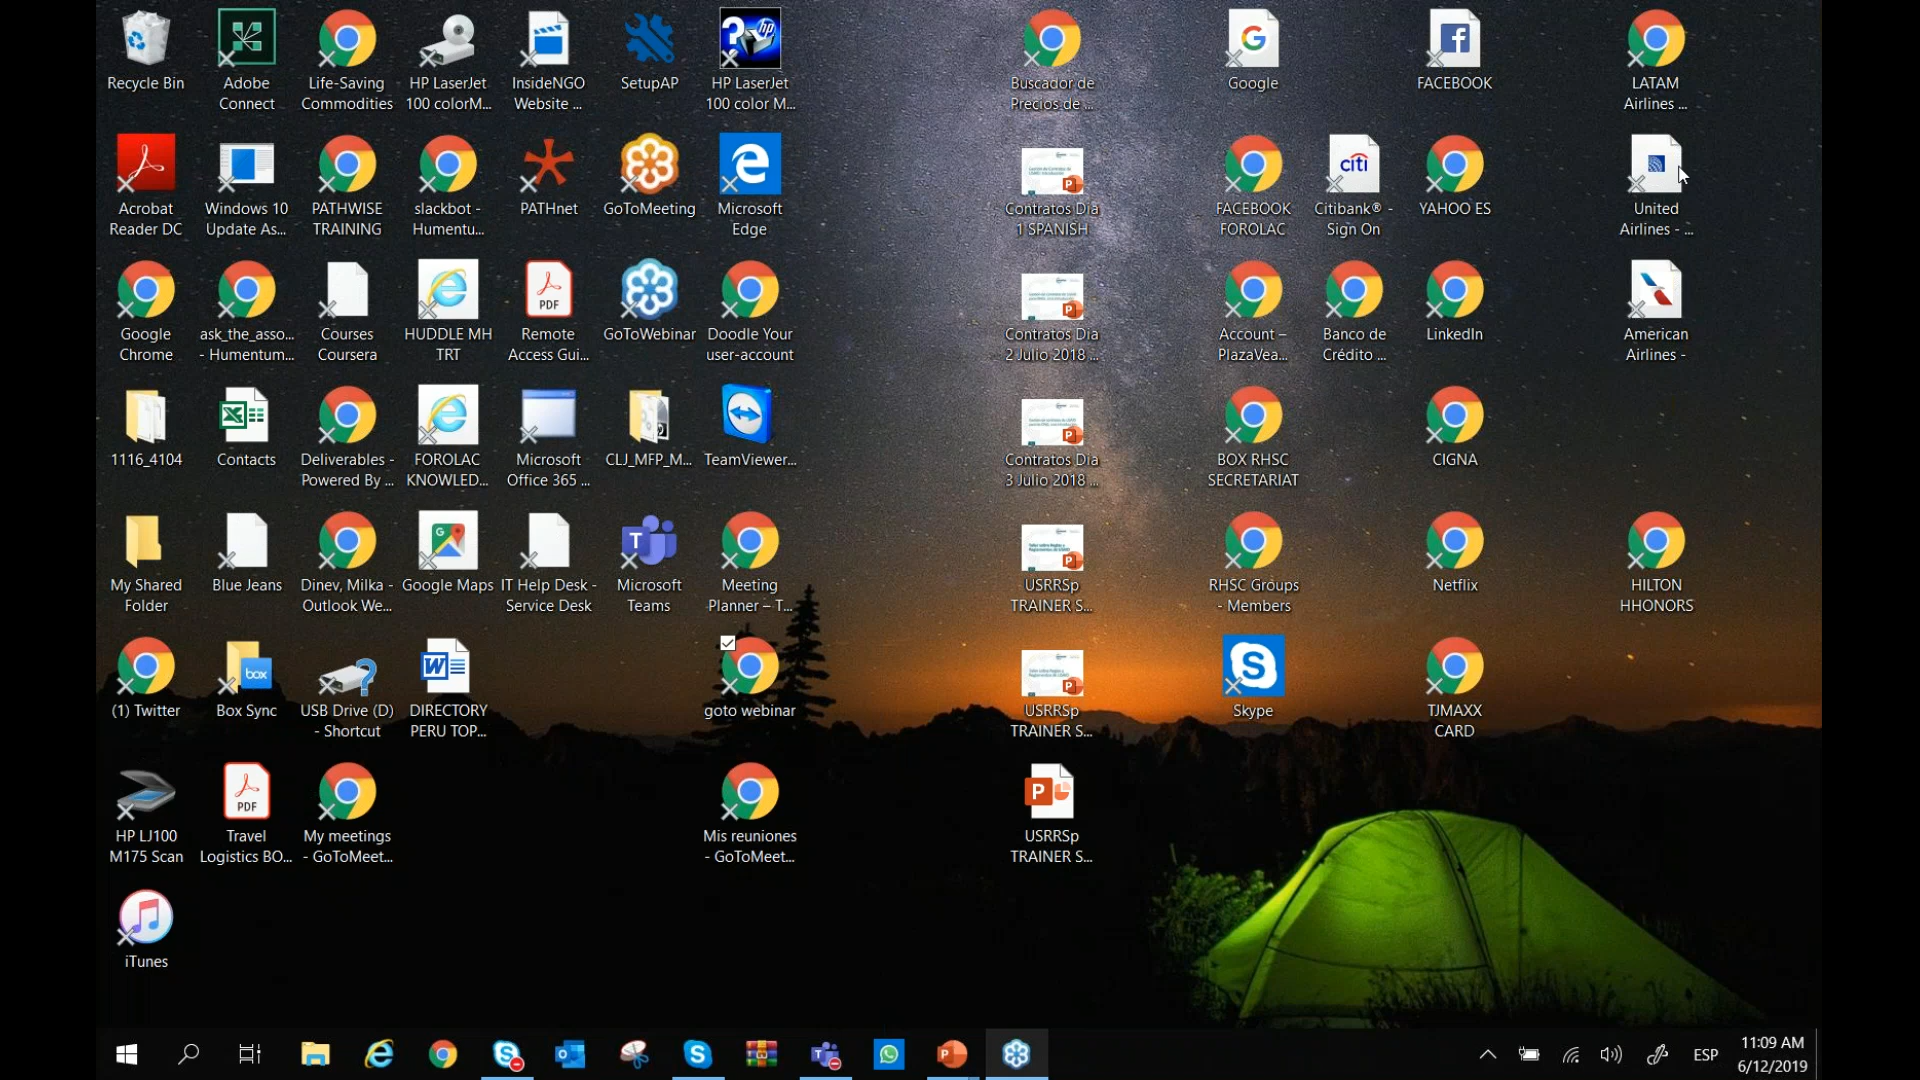 Recycle Bin
Adobe
Connect
Life-Saving
Commodities
HP LaserJet
100 colorM...
InsideNGO
Website ...
SetupAP
HP LaserJet
100 color M...
Buscador de
Precios de ...
Google
FACEBOOK
LATAM
Airlines ...
Acrobat
Reader DC
Windows 10
Update As...
PATHWISE
TRAINING
slackbot -
Humentu...
PATHnet
GoToMeeting
Microsoft
Edge
Contratos Dia
1 SPANISH
FACEBOOK
FOROLAC
citi
Citibank® -
Sign On
YAHOO ES
United
Airlines - ...
Google
Chrome
ask_the_asso...
- Humentum...
Courses
Coursera
HUDDLE MH
TRT
PDF
Remote
Access Gui...
GoToWebinar
Doodle Your
user-account
Contratos Dia
2 Julio 2018 ...
Account –
PlazaVea...
Banco de
Crédito ...
LinkedIn
American
Airlines -
1116_4104
Contacts
Deliverables -
Powered By ...
FOROLAC
KNOWLED...
Microsoft
Office 365 ...
CLJ_MFP_M...
TeamViewer...
Contratos Dia
3 Julio 2018 ...
BOX RHSC
SECRETARIAT
CIGNA
My Shared
Folder
Blue Jeans
Dinev, Milka -
Outlook We...
Google Maps
IT Help Desk -
Service Desk
Microsoft
Teams
Meeting
Planner – T...
USRRSp
TRAINER S...
RHSC Groups
- Members
Netflix
HILTON
HHONORS
(1) Twitter
box
Box Sync
USB Drive (D)
- Shortcut
DIRECTORY
PERU TOP...
goto webinar
USRRSp
TRAINER S...
Skype
TJMAXX
CARD
HP LJ100
M175 Scan
PDF
Travel
Logistics BO...
My meetings
- GoToMeet...
Mis reuniones
- GoToMeet...
USRRSp
TRAINER S...
iTunes
ESP
11:09 AM
6/12/2019